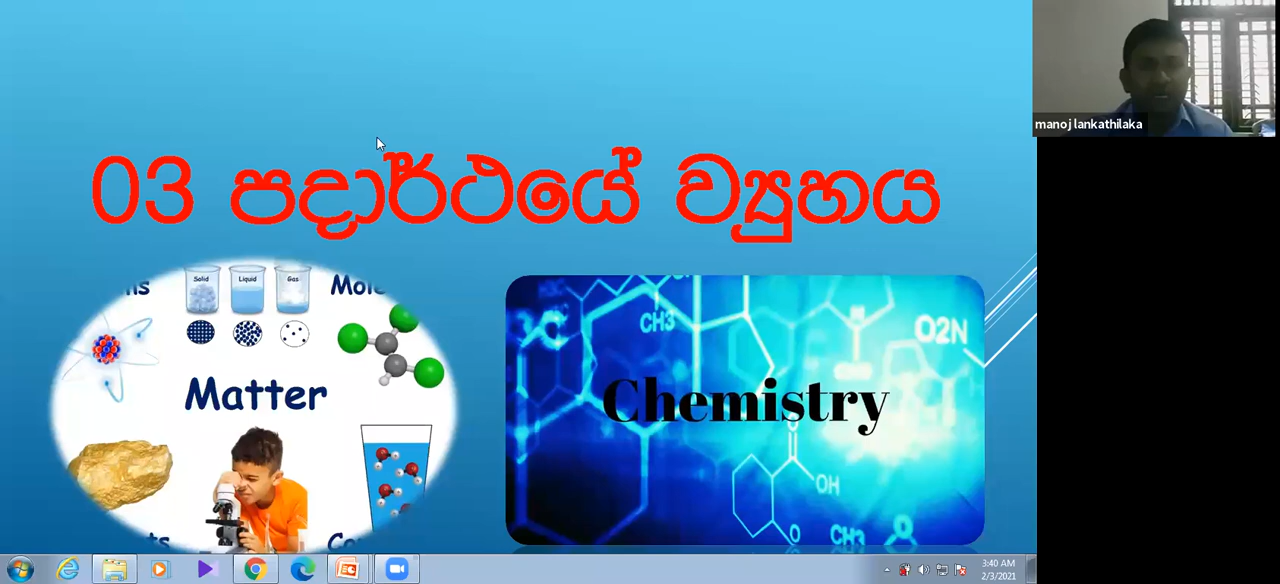 manoj lankathilaka
03 පදාර්ථයේ ව්‍යුහය
Solid
Liquid
Gas
Matter
CH3
O2N
Chemistry
OH
O
CH3
3:40 AM
2/3/2021